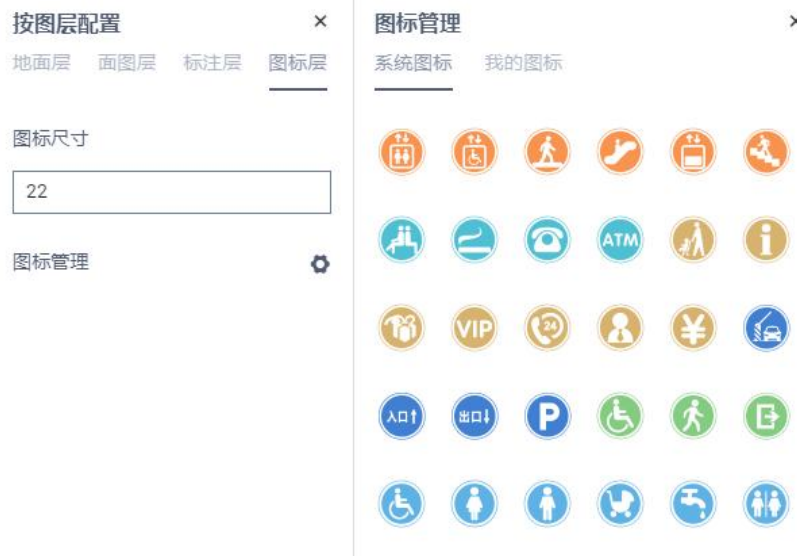 按图层配置
地面层 面图层 标注层 图标层
图标尺寸
22
图标管理
图标管理
系统图标 我的图标
ATM
VIP 24 ¥
入口 出口 P